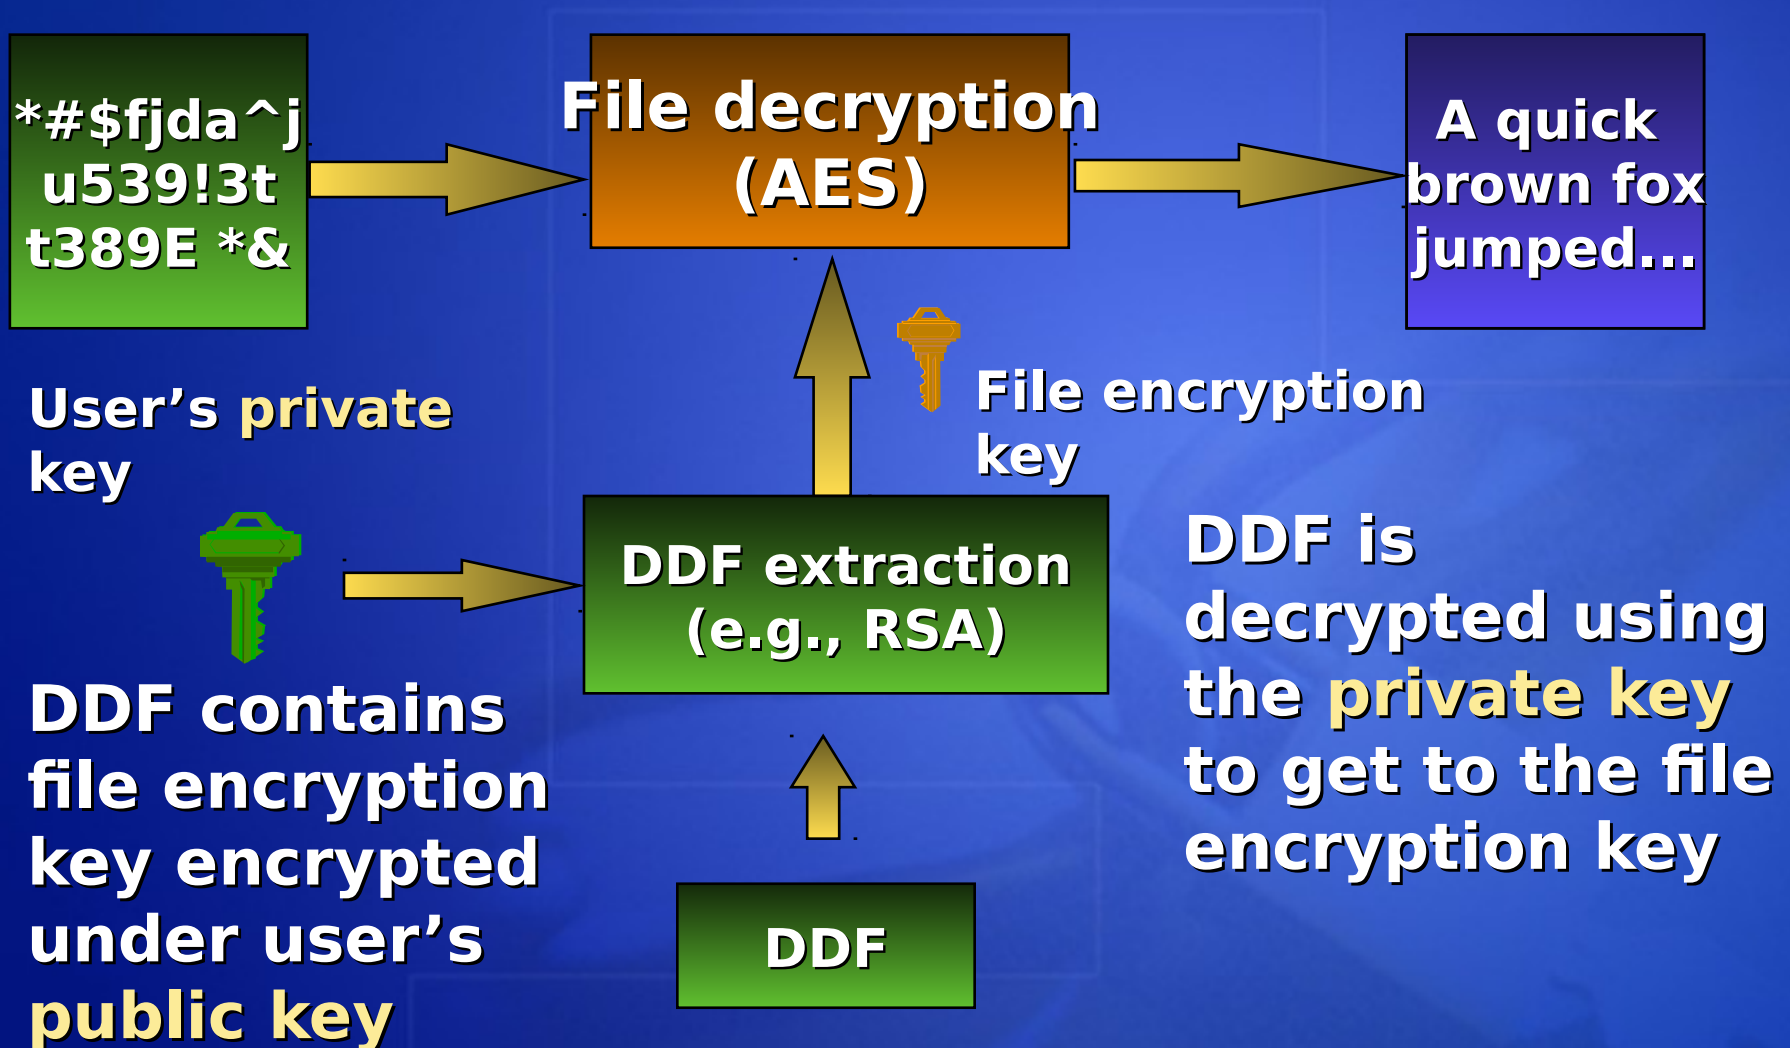 *#$fjda^j
u539!3t
t389E *&
File decryption
(AES)
A quick
brown fox
jumped...
User’s private
key
File encryption
key
DDF extraction
(e.g., RSA)
DDF is
decrypted using
the private key
to get to the file
encryption key
DDF contains
file encryption
key encrypted
under user’s
public key
DDF